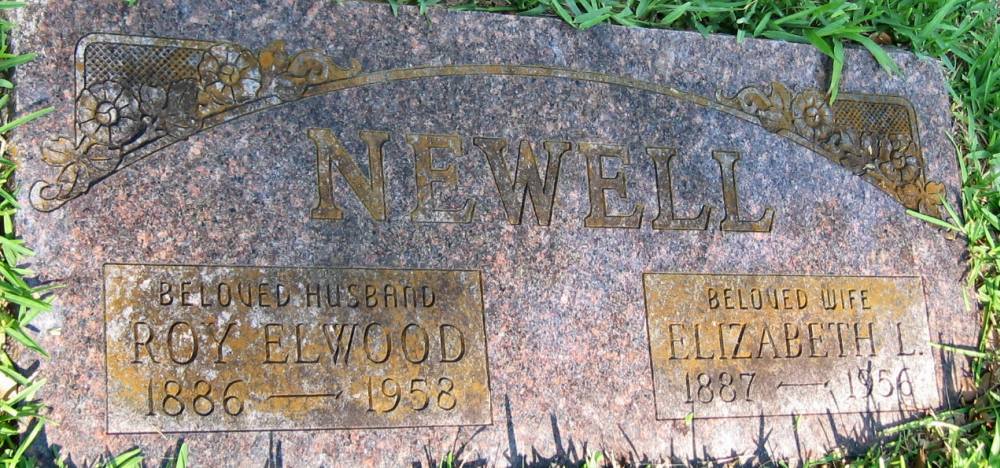 NEWELL
BELOVED HUSBAND
ROY ELWOOD
1886 — 1958
BELOVED WIFE
ELIZABETH L.
1887 — 1956